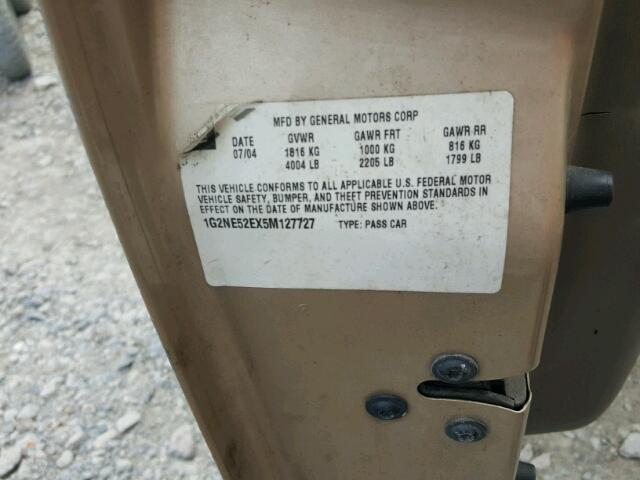 MFD BY GENERAL MOTORS CORP
DATE GVWR GAWR FRT GAWR RR
07/04 1816 KG 1000 KG 816 KG
4004 LB 2205 LB 1799 LB
THIS VEHICLE CONFORMS TO ALL APPLICABLE U.S. FEDERAL MOTOR
VEHICLE SAFETY, BUMPER, AND THEFT PREVENTION STANDARDS IN
EFFECT ON THE DATE OF MANUFACTURE SHOWN ABOVE.
1G2NE52EX5M127727 TYPE: PASS CAR